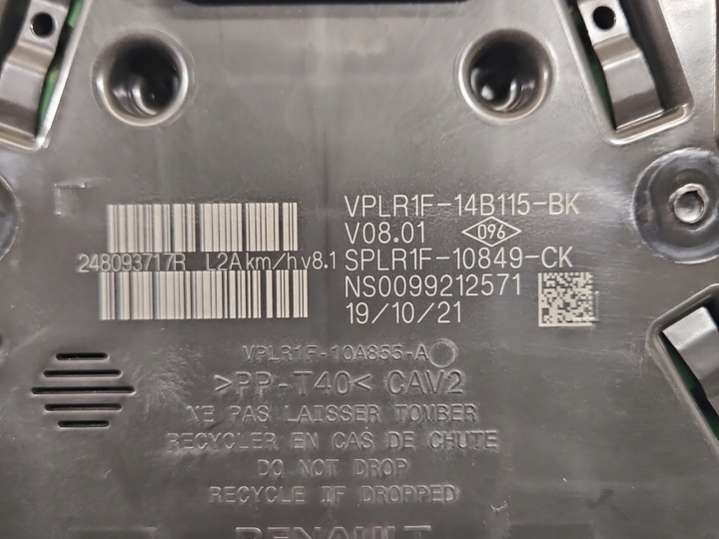 VPLR1F-14B115-BK
V08.01 096
248093717R L2Akm/hv8.1 SPLR1F-10849-CK
NS0099212571
19/10/21
VPLR1F-10A855-A
>PP-T40< CAV2
NE PAS LAISSER TOMBER
RECYCLER EN CAS DE CHUTE
DO NOT DROP
RECYCLE IF DROPPED
RENAULT